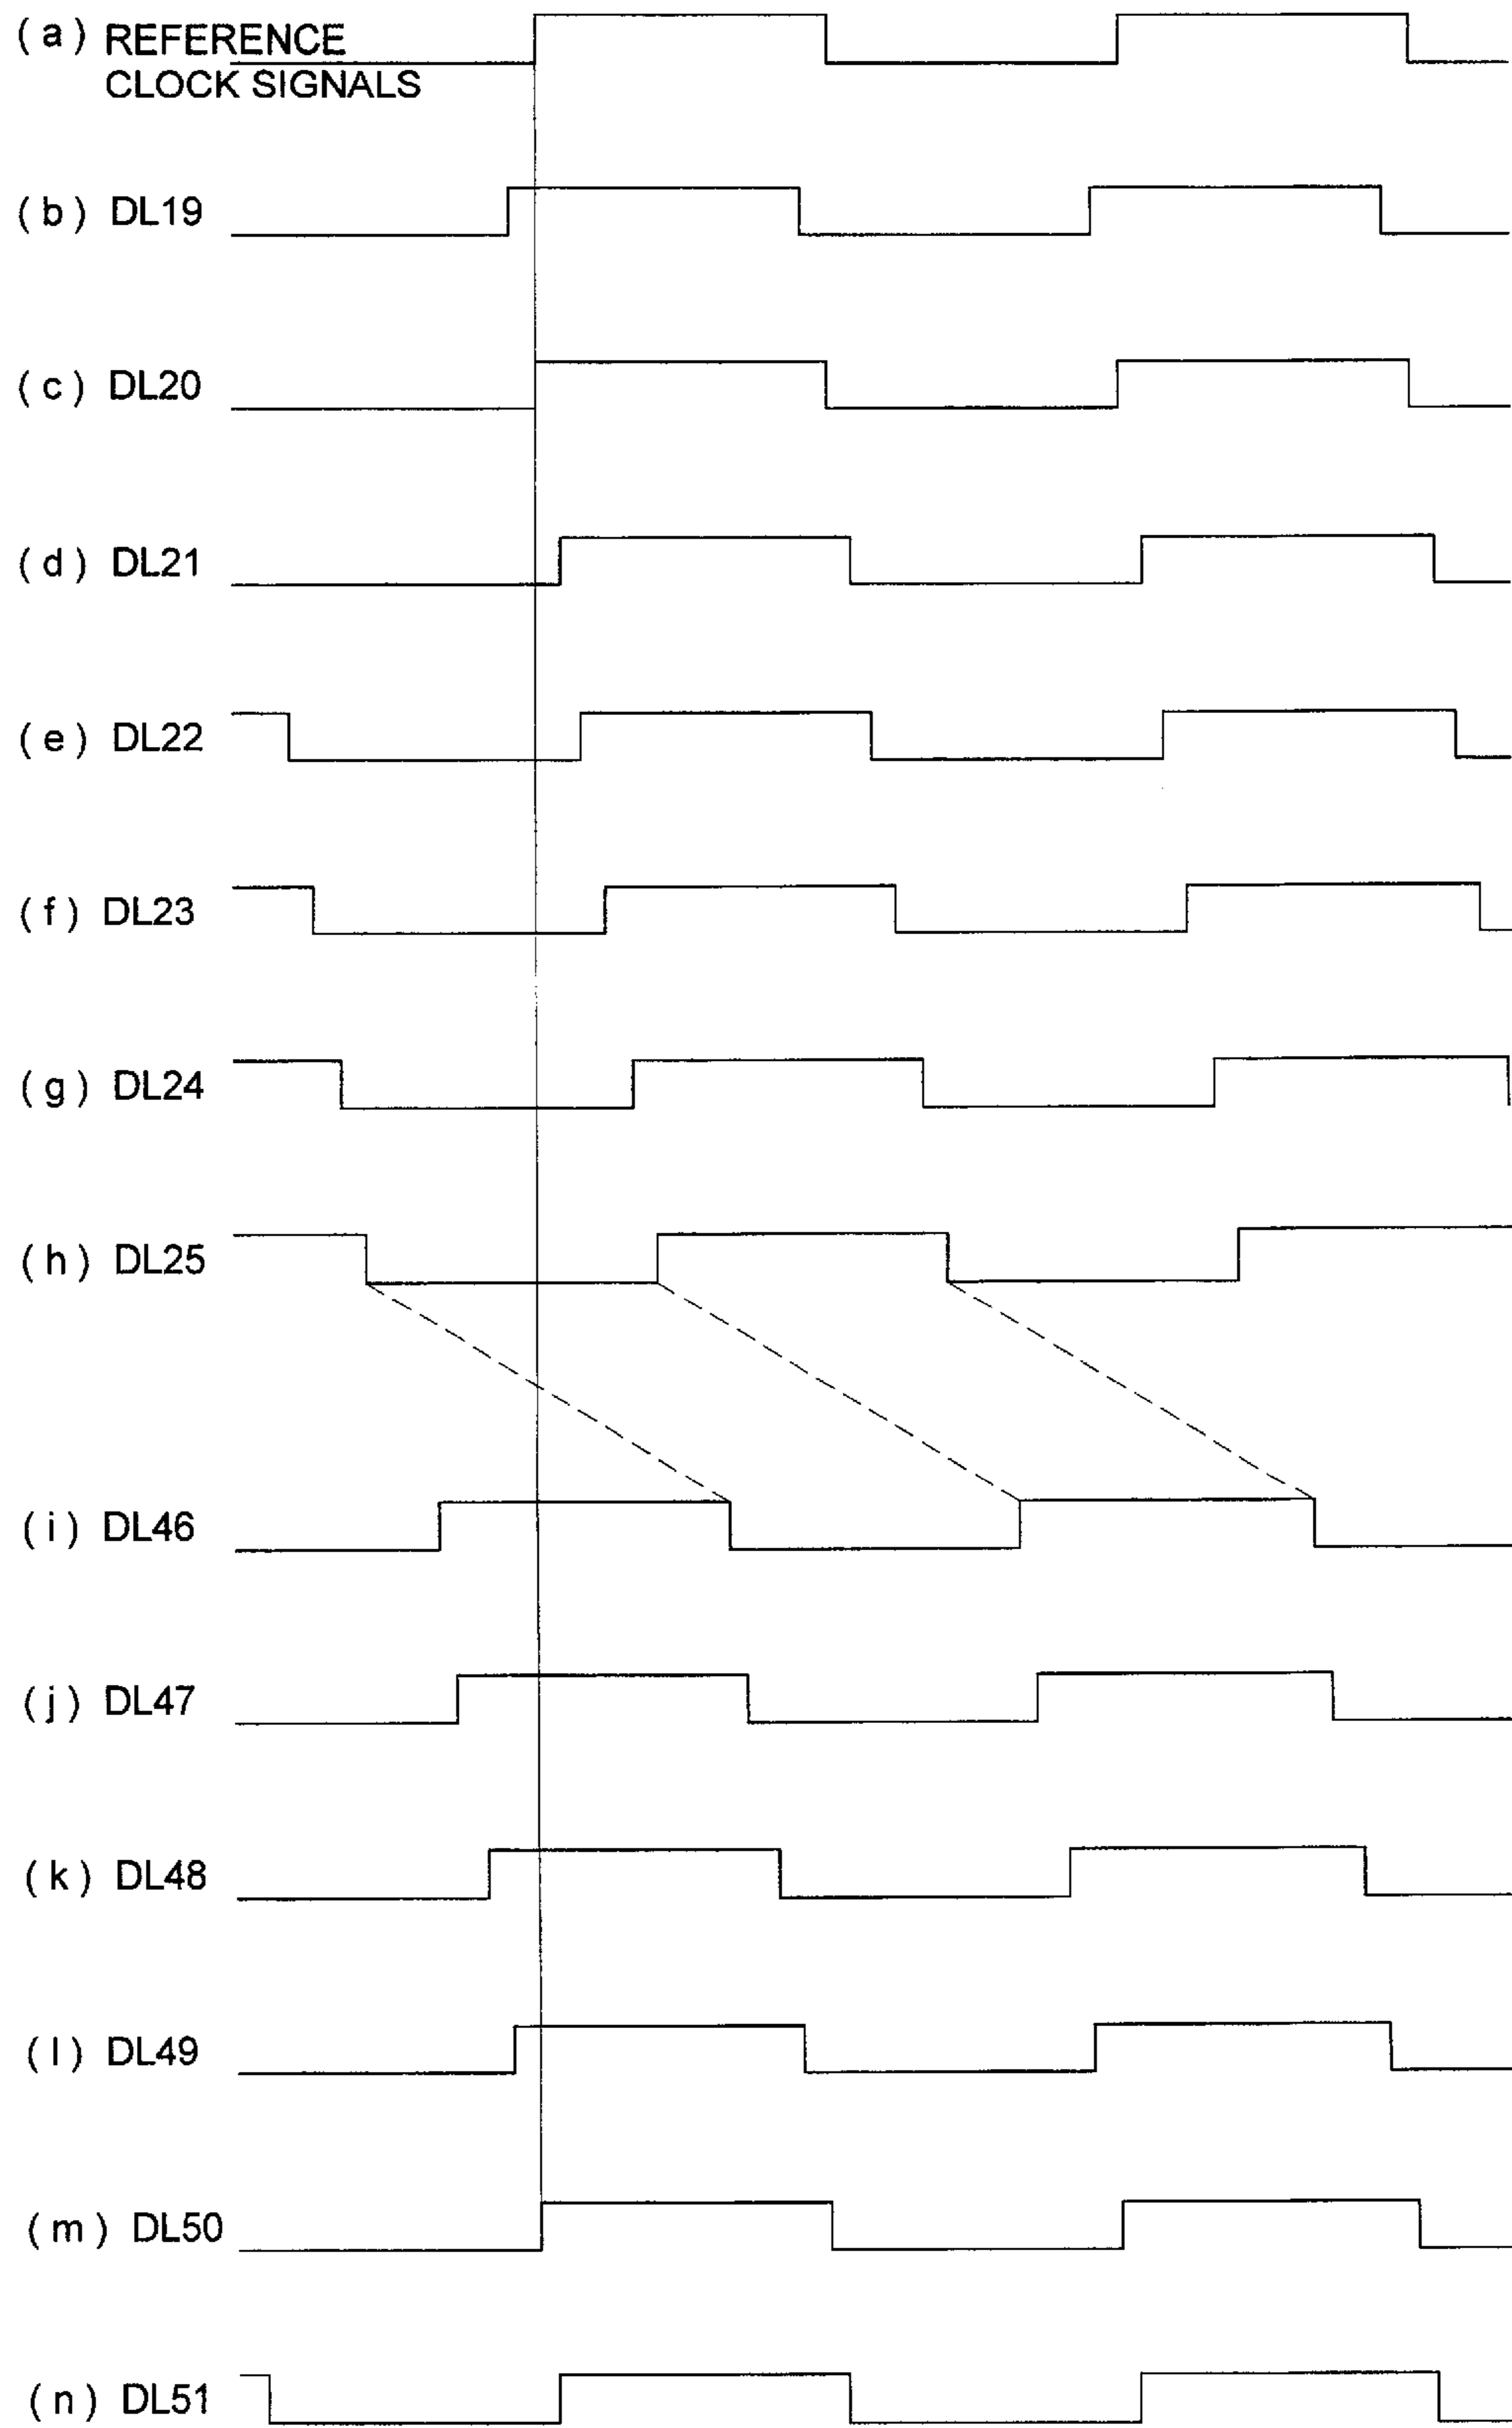 (a) REFERENCE
CLOCK SIGNALS
(b) DL19
(c) DL20
(d) DL21
(e) DL22
(f) DL23
(g) DL24
(h) DL25
(i) DL46
(j) DL47
(k) DL48
(l) DL49
(m) DL50
(n) DL51